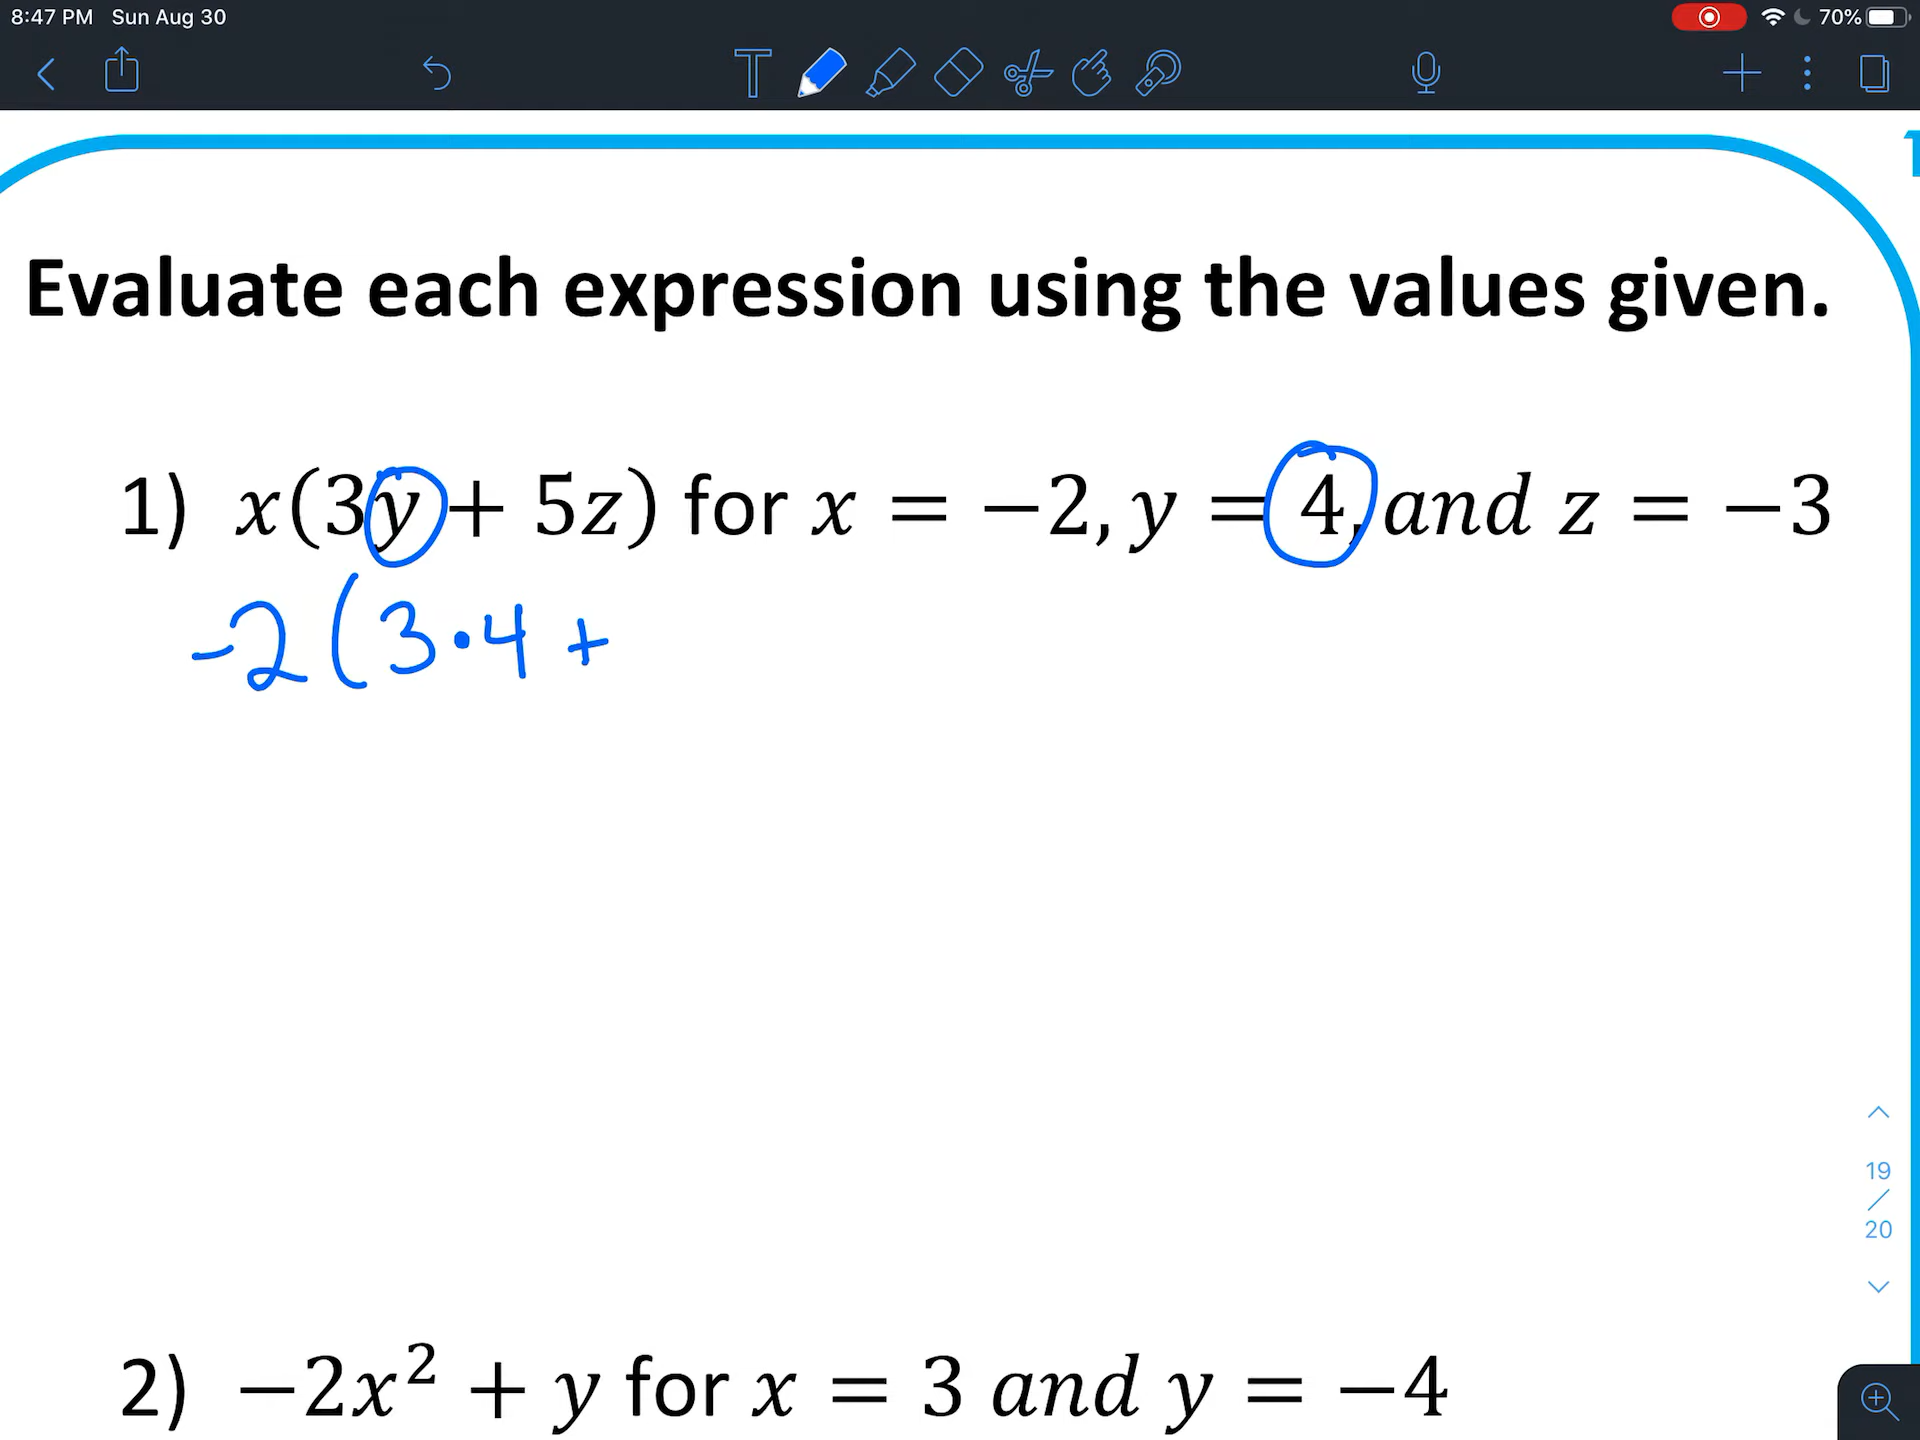 8:47 PM Sun Aug 30 70%
T
Evaluate each expression using the values given.
1) x(3y + 5z) for x = −2, y = 4, and z = −3
-2(3·4 +
19
/
20
2) −2x² + y for x = 3 and y = −4